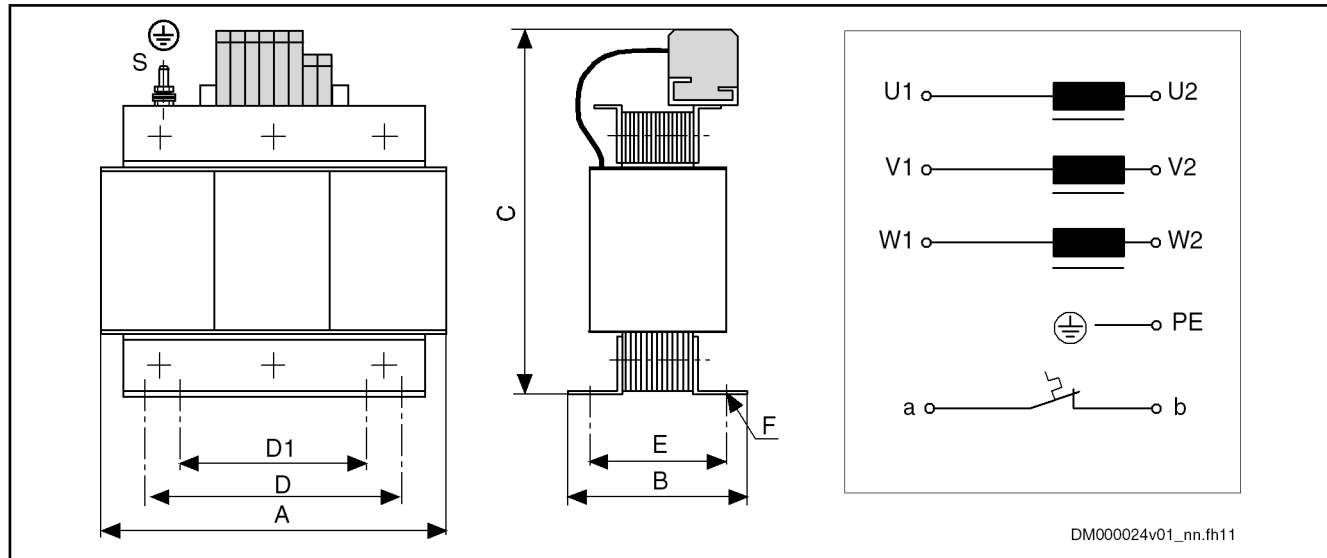 S
D1
D
A
C
E
B
F
U1 U2
V1 V2
W1 W2
PE
a b
DM000024v01_nn.fh11